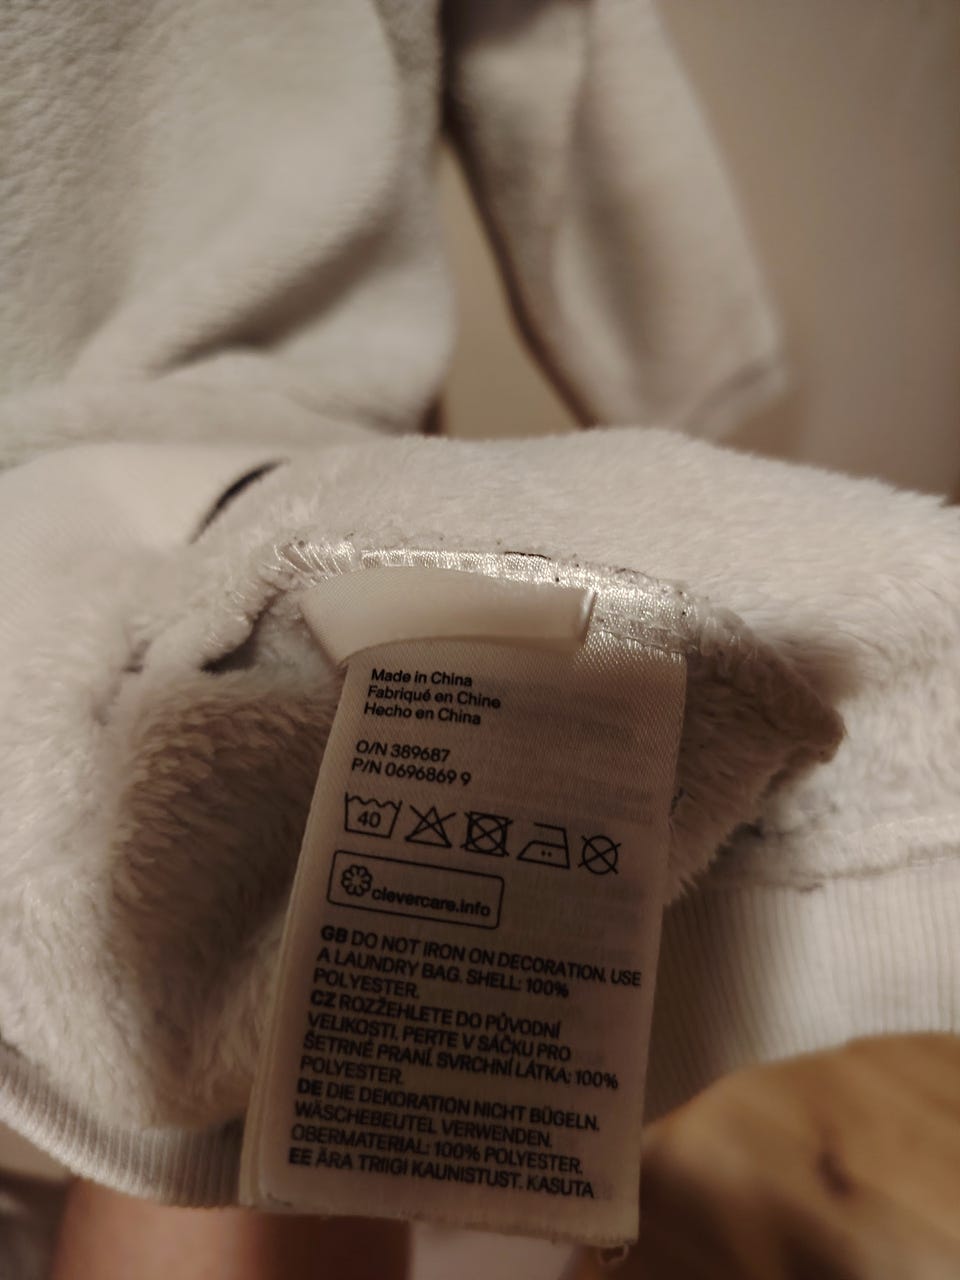 Made in China
Fabriqué en Chine
Hecho en China
O/N 389687
P/N 0696869 9
40
clevercare.info
GB DO NOT IRON ON DECORATION. USE
A LAUNDRY BAG. SHELL: 100%
POLYESTER.
CZ ROZŽEHLETE DO PŮVODNÍ
VELIKOSTI, PERTE V SÁČKU PRO
ŠETRNÉ PRANÍ. SVRCHNÍ LÁTKA: 100%
POLYESTER.
DE DIE DEKORATION NICHT BÜGELN.
WÄSCHEBEUTEL VERWENDEN.
OBERMATERIAL: 100% POLYESTER.
EE ÄRA TRIIGI KAUNISTUST. KASUTA